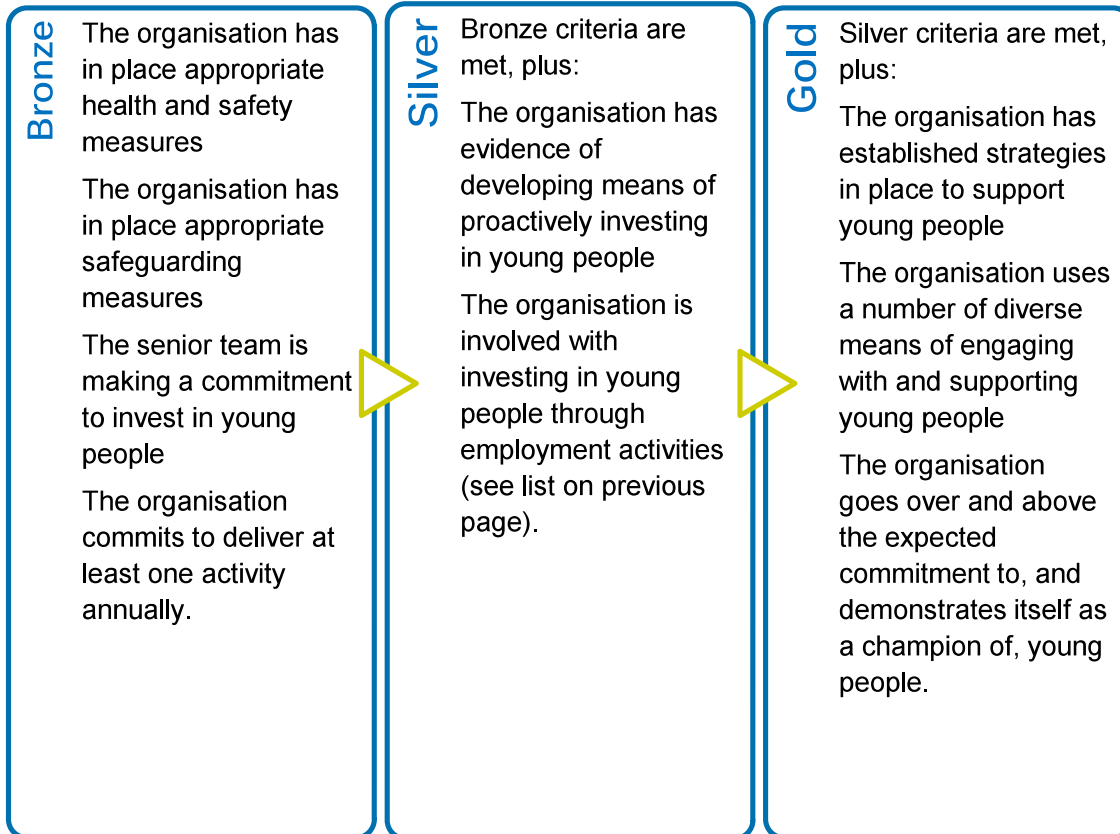 Bronze
The organisation has
in place appropriate
health and safety
measures
The organisation has
in place appropriate
safeguarding
measures
The senior team is
making a commitment
to invest in young
people
The organisation
commits to deliver at
least one activity
annually.
Silver
Bronze criteria are
met, plus:
The organisation has
evidence of
developing means of
proactively investing
in young people
The organisation is
involved with
investing in young
people through
employment activities
(see list on previous
page).
Gold
Silver criteria are met,
plus:
The organisation has
established strategies
in place to support
young people
The organisation uses
a number of diverse
means of engaging
with and supporting
young people
The organisation
goes over and above
the expected
commitment to, and
demonstrates itself as
a champion of, young
people.